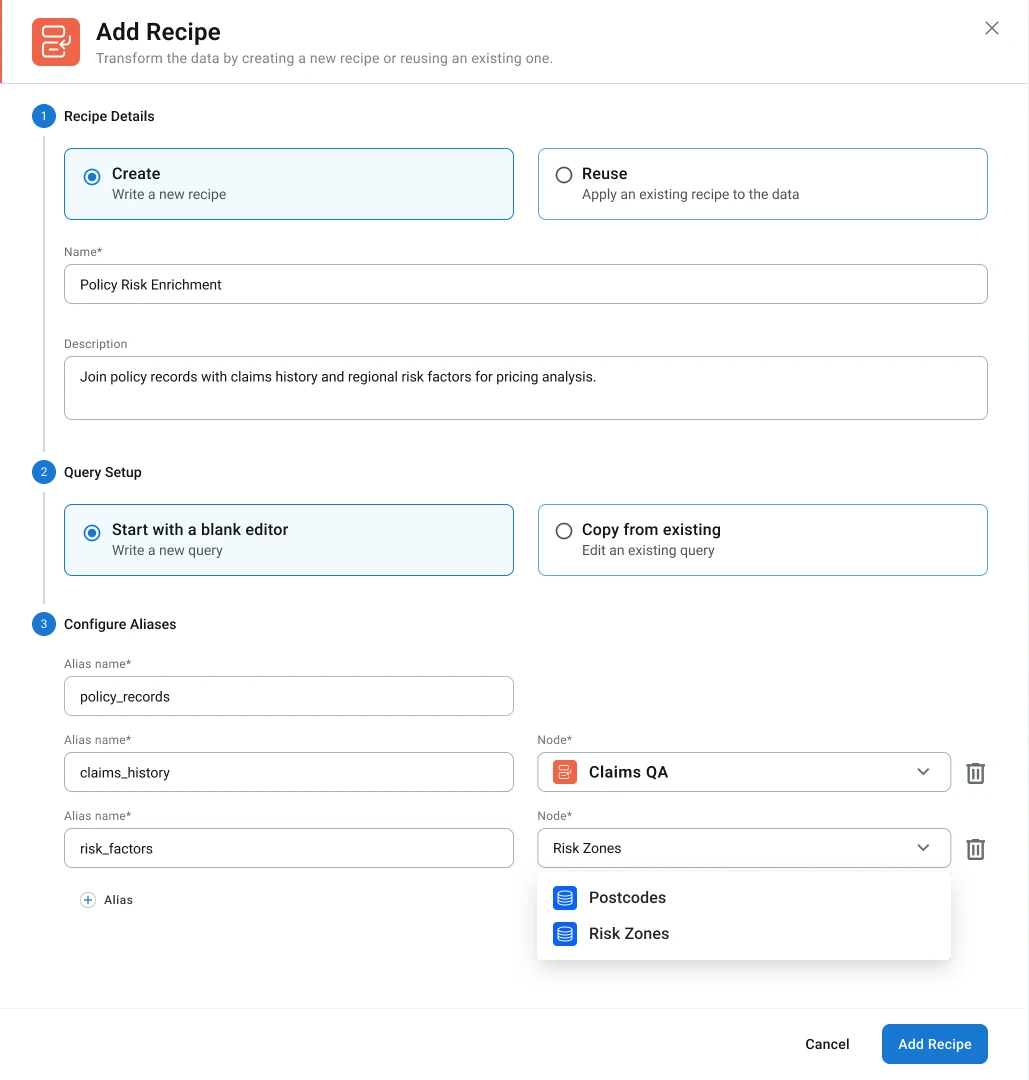 Add Recipe
Transform the data by creating a new recipe or reusing an existing one.
1 Recipe Details
Create
Write a new recipe
Reuse
Apply an existing recipe to the data
Name*
Policy Risk Enrichment
Description
Join policy records with claims history and regional risk factors for pricing analysis.
2 Query Setup
Start with a blank editor
Write a new query
Copy from existing
Edit an existing query
3 Configure Aliases
Alias name*
policy_records
Alias name*
Node*
claims_history
Claims QA
Alias name*
Node*
risk_factors
Risk Zones
Alias
Postcodes
Risk Zones
Cancel
Add Recipe